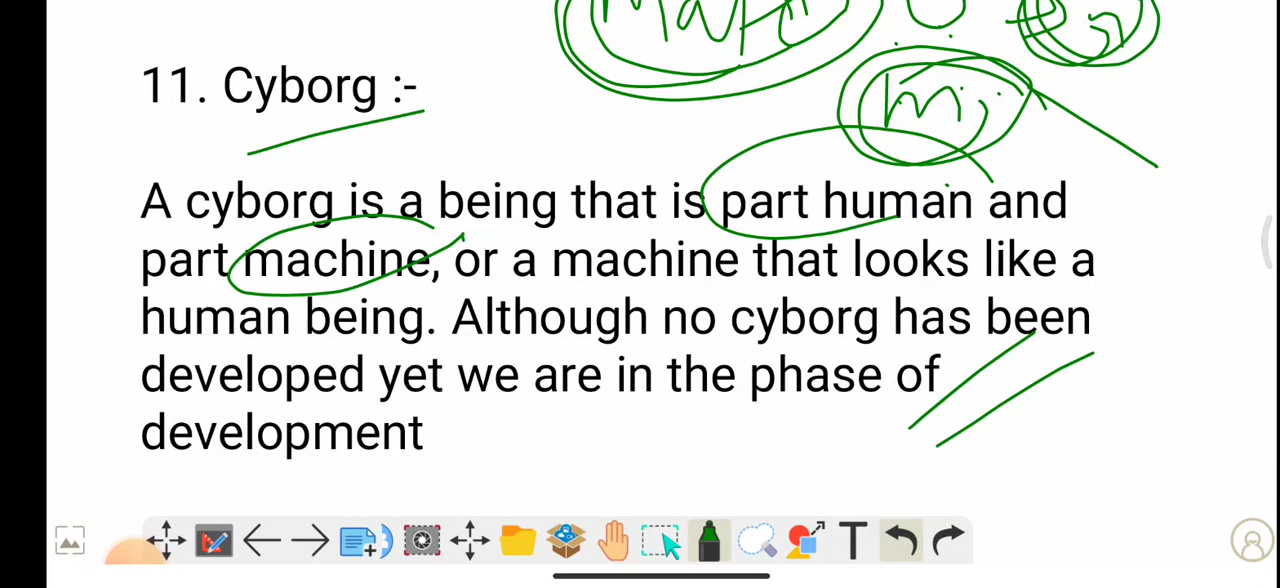 11. Cyborg :-
A cyborg is a being that is part human and
part machine, or a machine that looks like a
human being. Although no cyborg has been
developed yet we are in the phase of
development